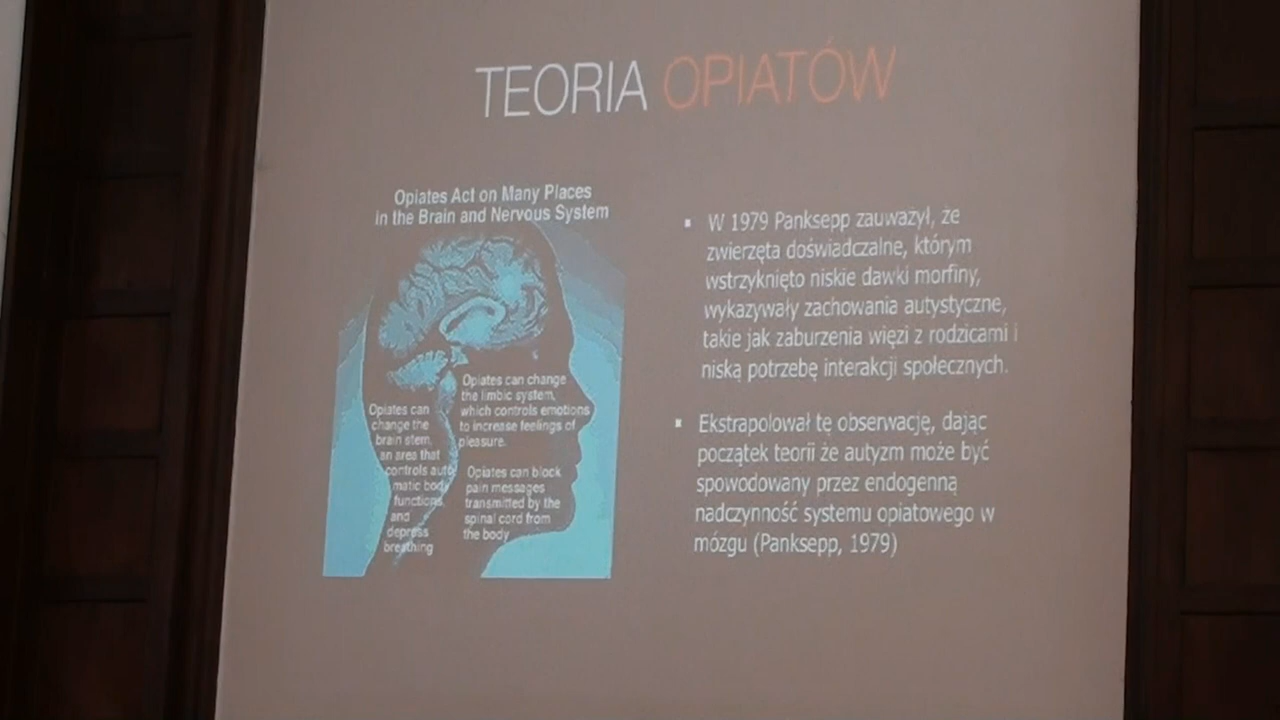 TEORIA OPIATÓW
Opiates Act on Many Places
in the Brain and Nervous System
Opiates can change
the limbic system,
which controls emotions
to increase feelings of
pleasure.
Opiates can
change the
brain stem,
an area that
controls auto
matic body
functions
and
depress
breathing
Opiates can block
pain messages
transmitted by the
spinal cord from
the body
▪ W 1979 Panksepp zauważył, że
zwierzęta doświadczalne, którym
wstrzyknięto niskie dawki morfiny,
wykazywały zachowania autystyczne,
takie jak zaburzenia więzi z rodzicami i
niską potrzebę interakcji społecznych.
▪ Ekstrapolował tę obserwację, dając
początek teorii że autyzm może być
spowodowany przez endogenną
nadczynność systemu opiatowego w
mózgu (Panksepp, 1979)